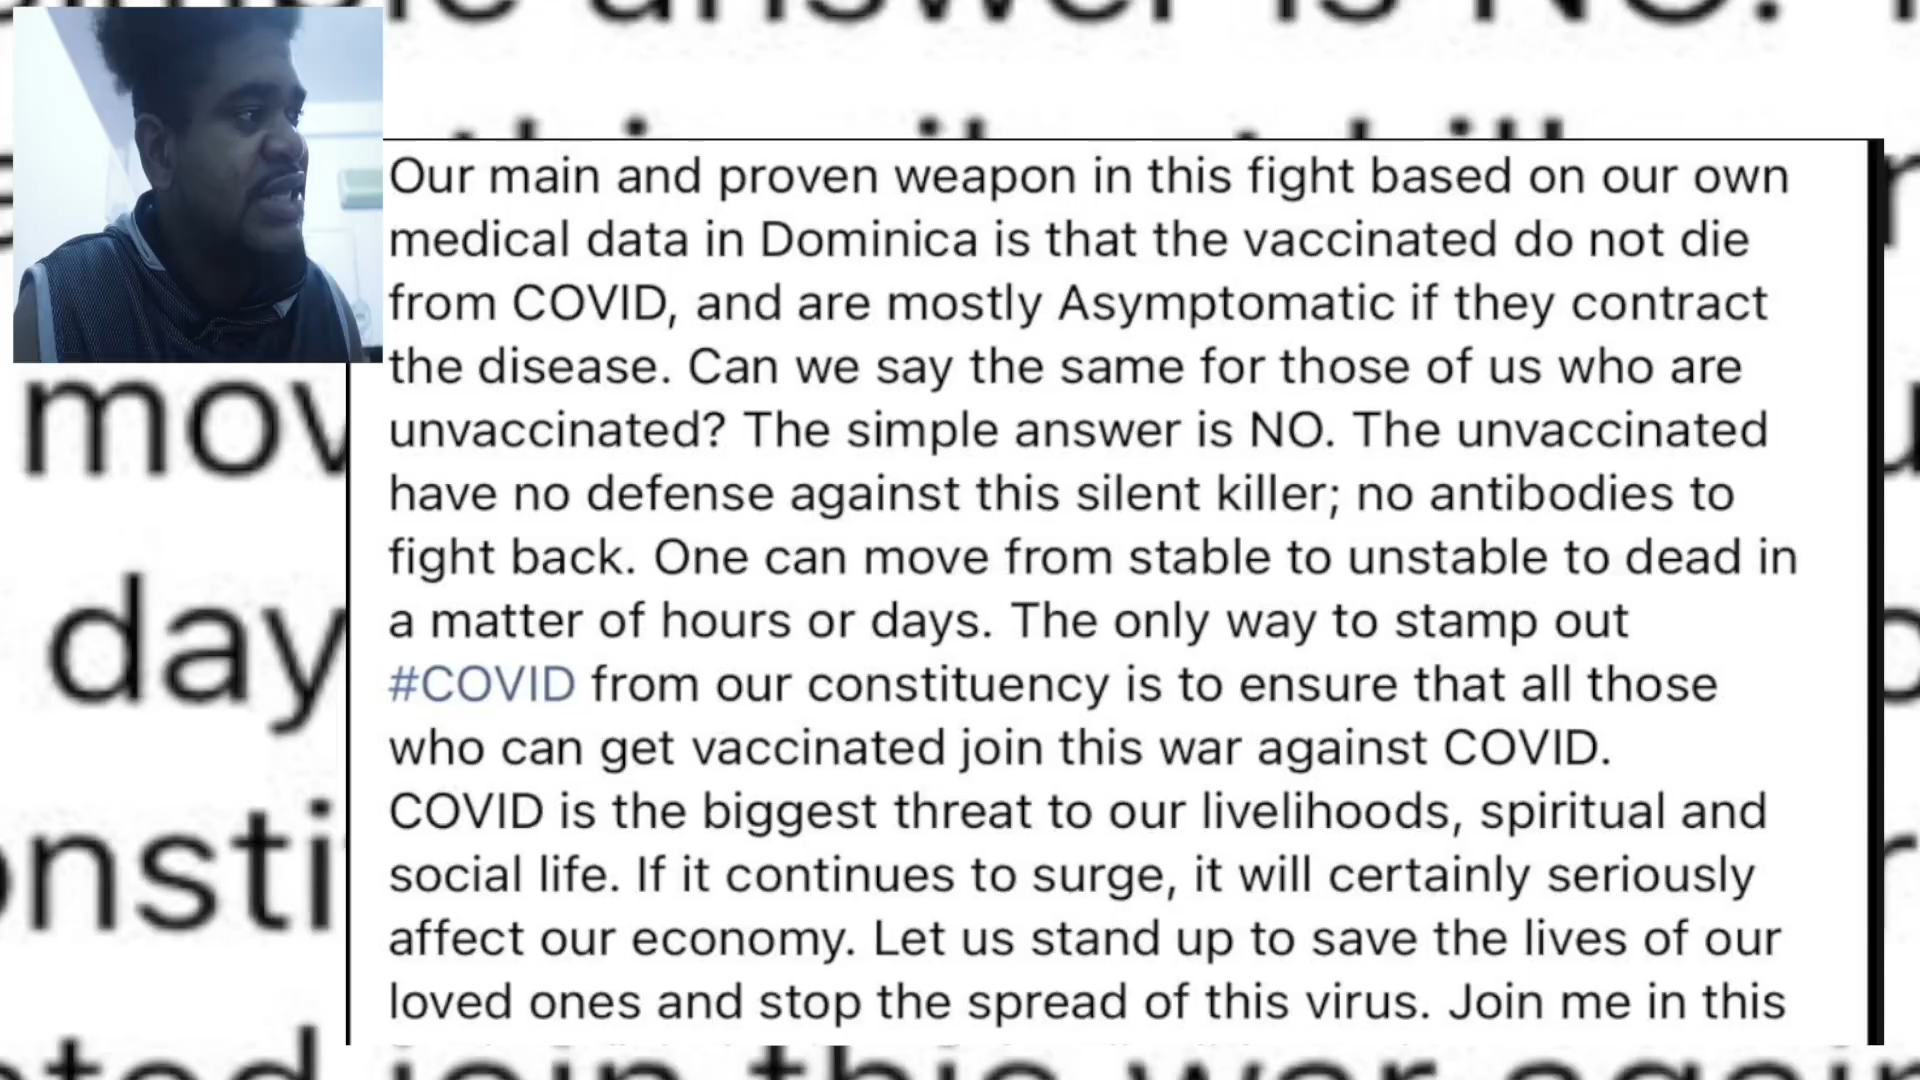 Our main and proven weapon in this fight based on our own
medical data in Dominica is that the vaccinated do not die
from COVID, and are mostly Asymptomatic if they contract
the disease. Can we say the same for those of us who are
unvaccinated? The simple answer is NO. The unvaccinated
have no defense against this silent killer; no antibodies to
fight back. One can move from stable to unstable to dead in
a matter of hours or days. The only way to stamp out
#COVID from our constituency is to ensure that all those
who can get vaccinated join this war against COVID.
COVID is the biggest threat to our livelihoods, spiritual and
social life. If it continues to surge, it will certainly seriously
affect our economy. Let us stand up to save the lives of our
loved ones and stop the spread of this virus. Join me in this